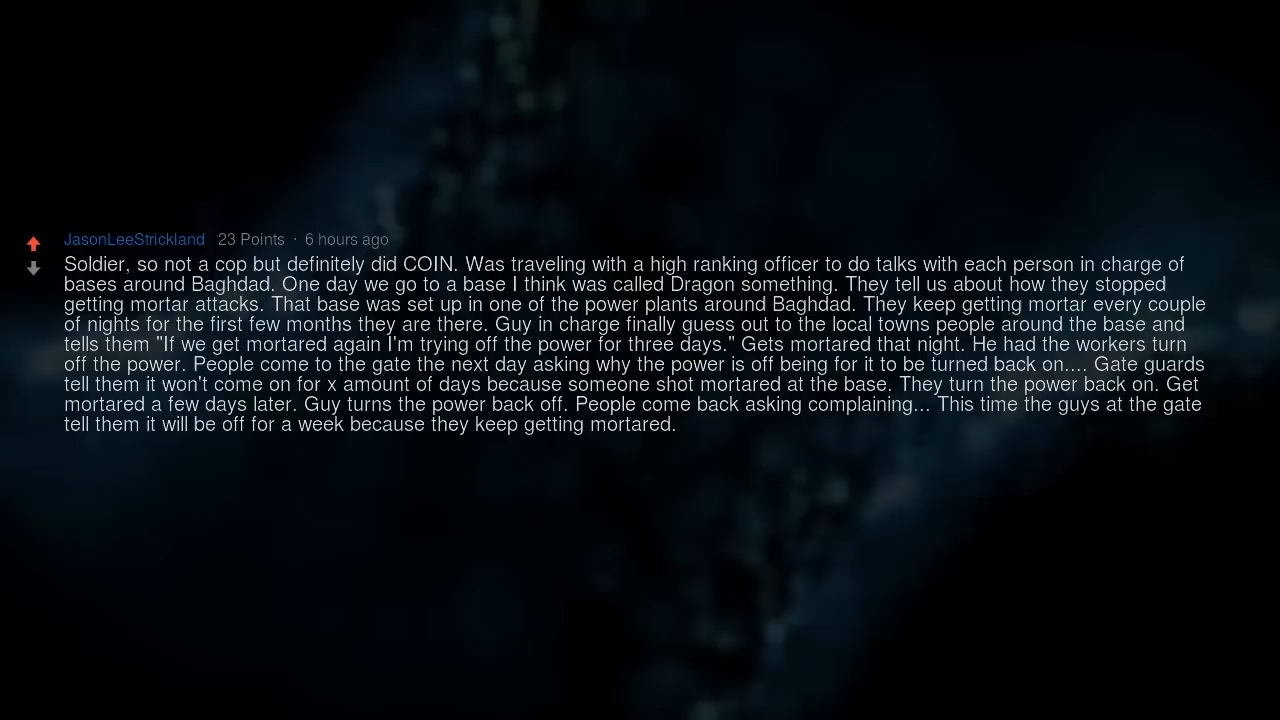 JasonLeeStrickland 23 Points · 6 hours ago
Soldier, so not a cop but definitely did COIN. Was traveling with a high ranking officer to do talks with each person in charge of
bases around Baghdad. One day we go to a base I think was called Dragon something. They tell us about how they stopped
getting mortar attacks. That base was set up in one of the power plants around Baghdad. They keep getting mortar every couple
of nights for the first few months they are there. Guy in charge finally guess out to the local towns people around the base and
tells them "If we get mortared again I'm trying off the power for three days." Gets mortared that night. He had the workers turn
off the power. People come to the gate the next day asking why the power is off being for it to be turned back on.... Gate guards
tell them it won't come on for x amount of days because someone shot mortared at the base. They turn the power back on. Get
mortared a few days later. Guy turns the power back off. People come back asking complaining... This time the guys at the gate
tell them it will be off for a week because they keep getting mortared.